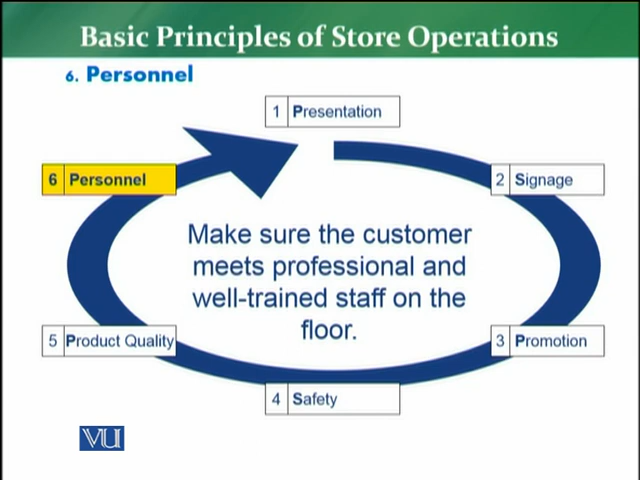 Basic Principles of Store Operations
6. Personnel
1 Presentation
2 Signage
3 Promotion
4 Safety
5 Product Quality
6 Personnel
Make sure the customer
meets professional and
well-trained staff on the
floor.
VU